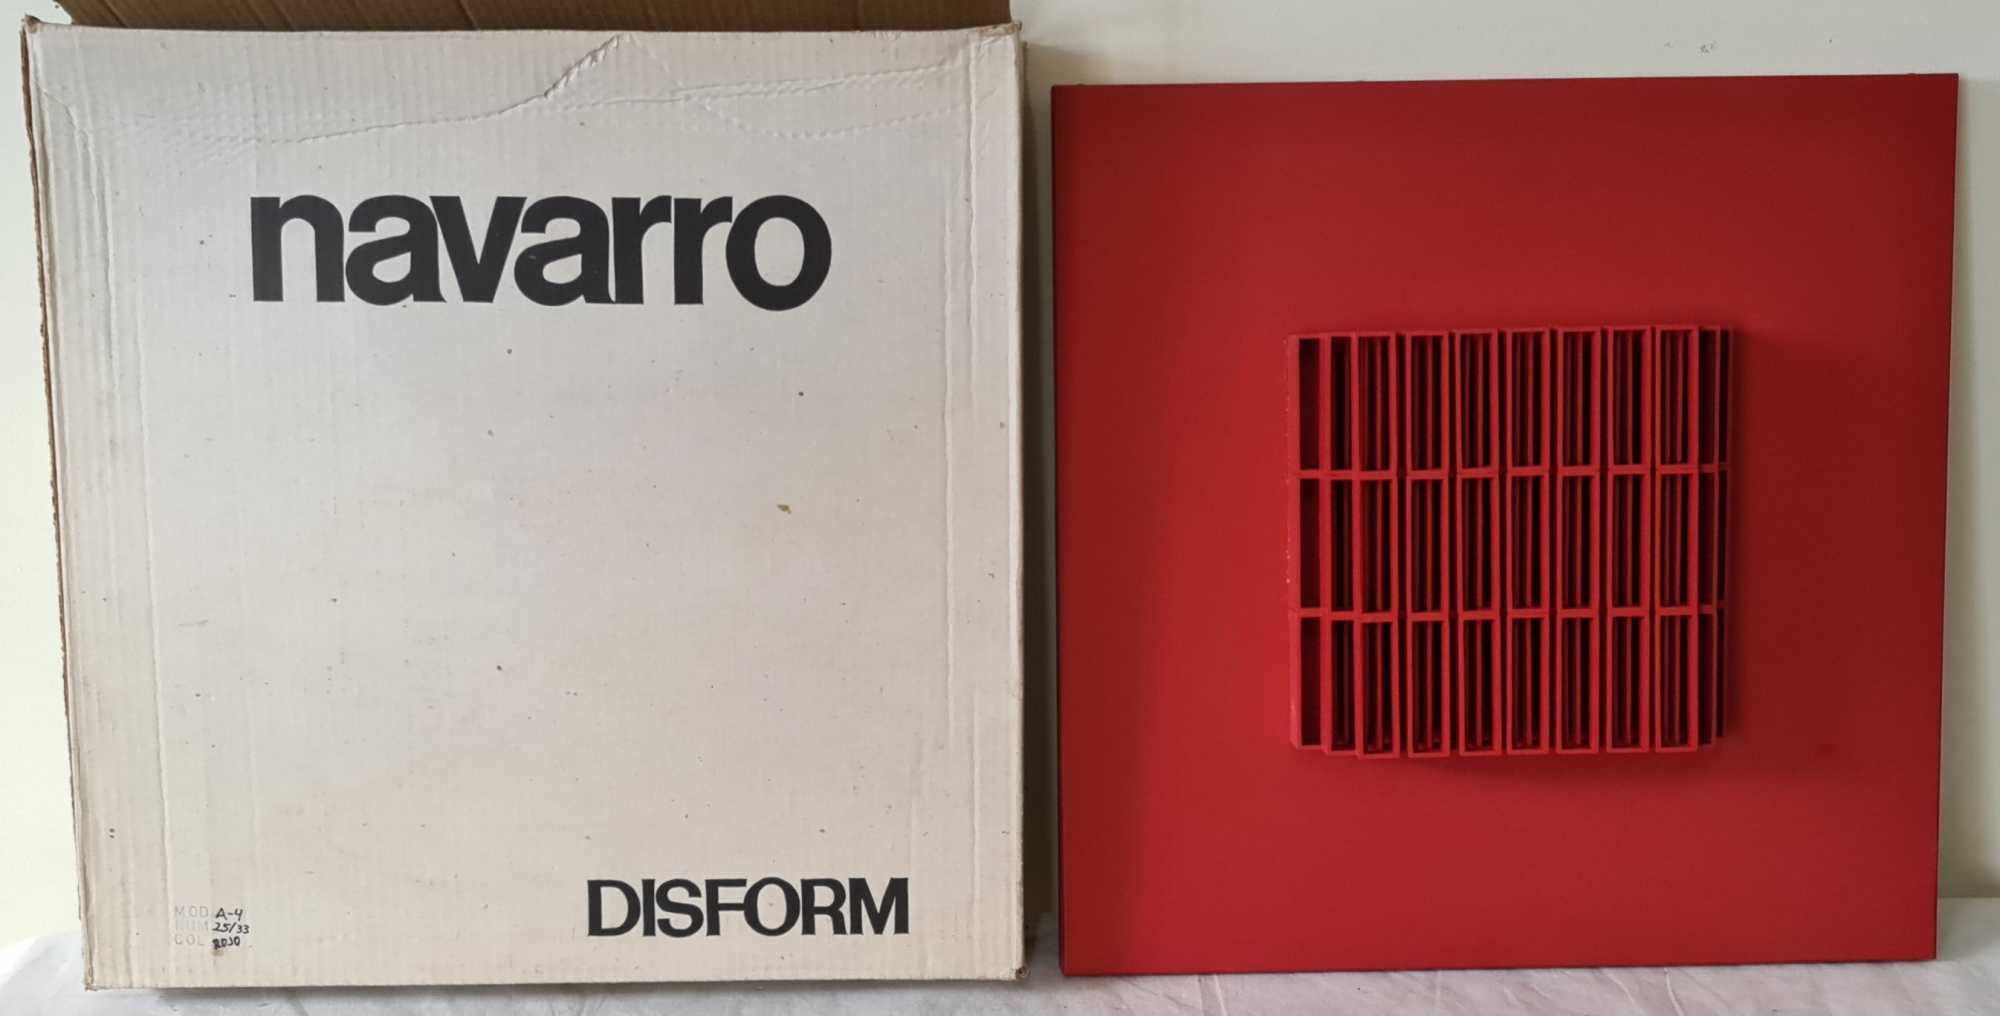 navarro
DISFORM
MOD A-4
NUM 25/33
COL ROJO